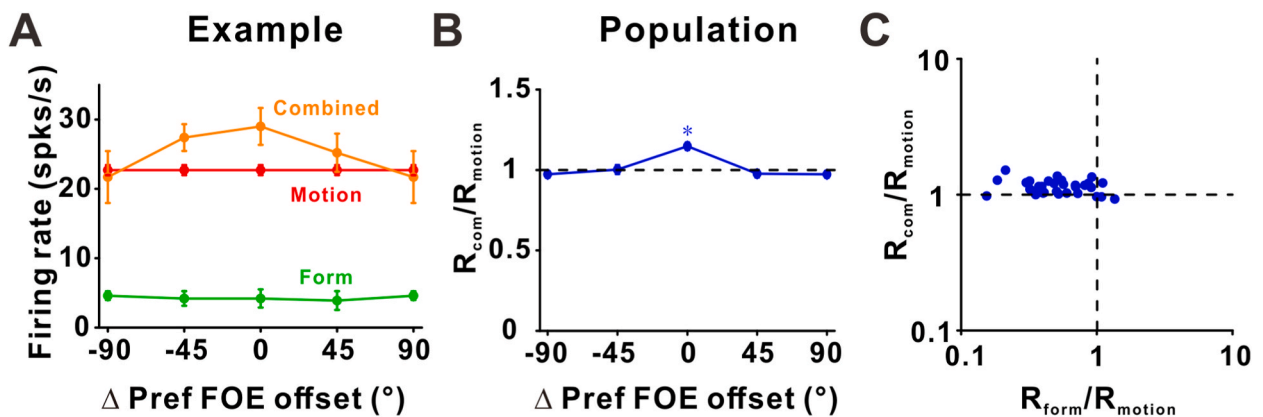 A
Example
Firing rate (spks/s)
30
20
10
0
Combined
Motion
Form
-90 -45 0 45 90
Δ Pref FOE offset (°)
B
Population
Rcom/Rmotion
1.5
1
0.5
0
*
-90 -45 0 45 90
Δ Pref FOE offset (°)
C
Rcom/Rmotion
10
1
0.1
0.1 1 10
Rform/Rmotion